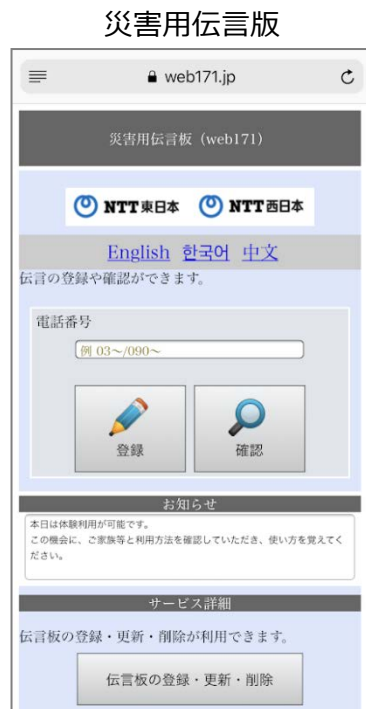 災害用伝言版
web171.jp
災害用伝言板（web171）
NTT東日本 NTT西日本
English 한국어 中文
伝言の登録や確認ができます。
電話番号
例 03～/090～
登録 確認
お知らせ
本日は体験利用が可能です。
この機会に、ご家族等と利用方法を確認していただき、使い方を覚えてく
ださい。
サービス詳細
伝言板の登録・更新・削除が利用できます。
伝言板の登録・更新・削除